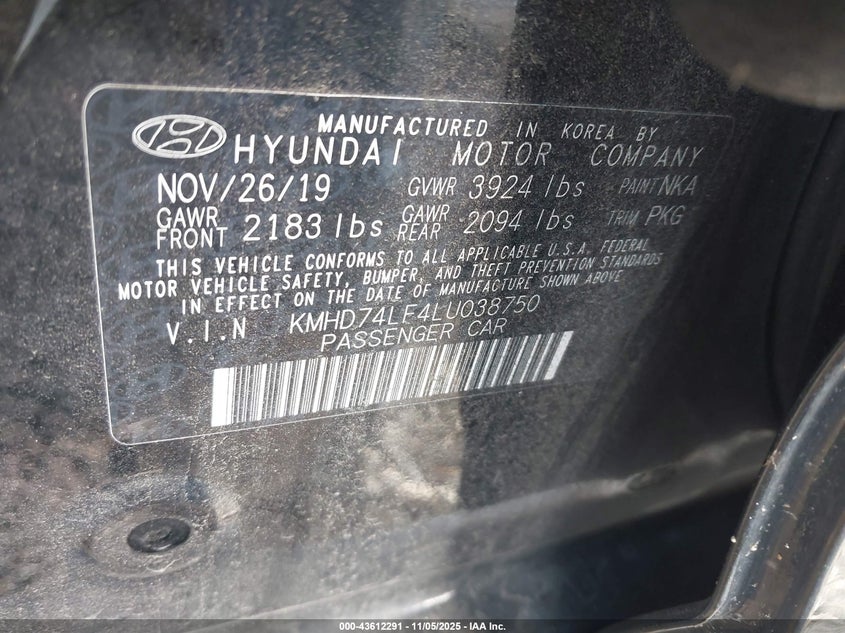 MANUFACTURED IN KOREA BY
HYUNDAI MOTOR COMPANY
NOV/26/19 GVWR 3924 lbs PAINT NKA
GAWR FRONT 2183 lbs GAWR REAR 2094 lbs TRIM PKG
THIS VEHICLE CONFORMS TO ALL APPLICABLE U.S.A. FEDERAL
MOTOR VEHICLE SAFETY, BUMPER, AND THEFT PREVENTION STANDARDS
IN EFFECT ON THE DATE OF MANUFACTURE SHOWN ABOVE
V.I.N KMHD74LF4LU038750
PASSENGER CAR
000-43612291 - 11/05/2025 - IAA Inc.